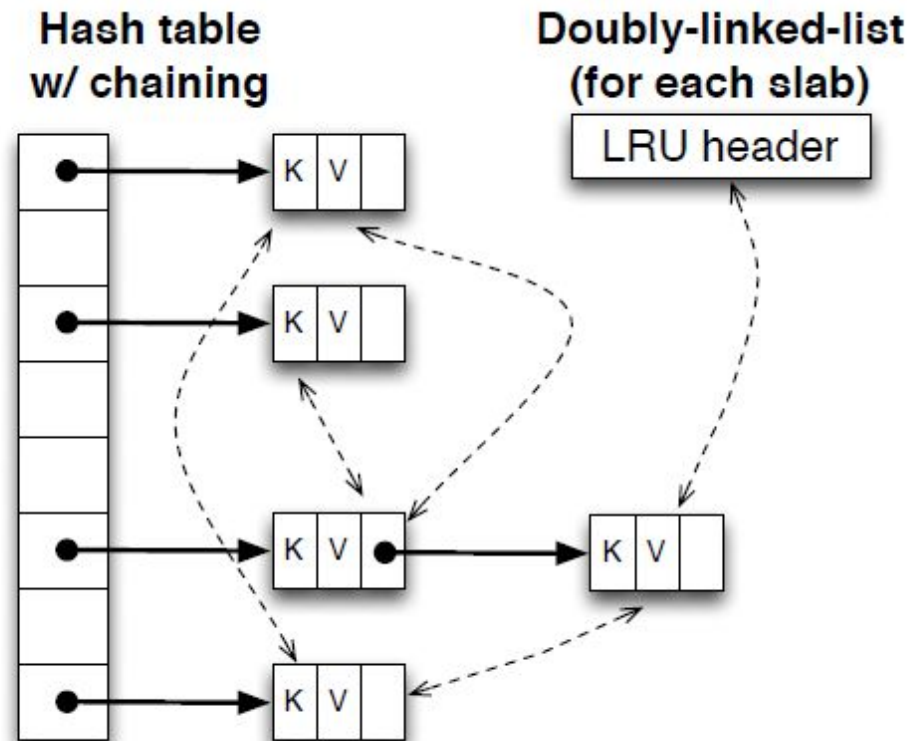 Hash table
w/ chaining
Doubly-linked-list
(for each slab)
LRU header
K V
K V
K V
K V
K V